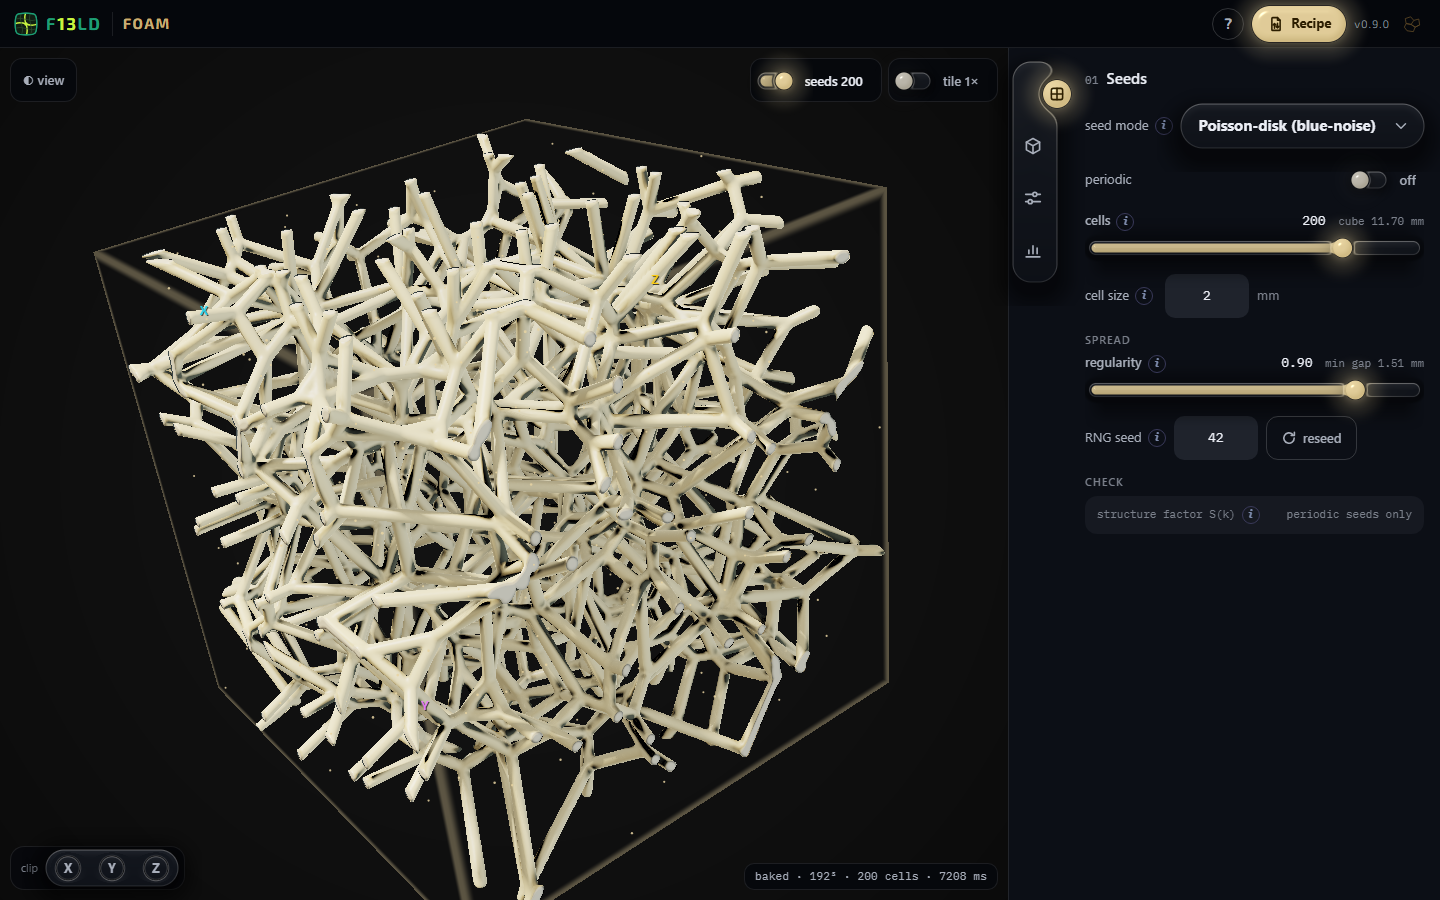 F13LD FOAM
? Recipe v0.9.0
view
seeds 200
tile 1×
X
Z
Y
clip X Y Z
baked · 192³ · 200 cells · 7208 ms
01 Seeds
seed mode i Poisson-disk (blue-noise)
periodic off
cells i 200 cube 11.70 mm
cell size i 2 mm
SPREAD
regularity i 0.90 min gap 1.51 mm
RNG seed i 42 reseed
CHECK
structure factor S(k) i periodic seeds only